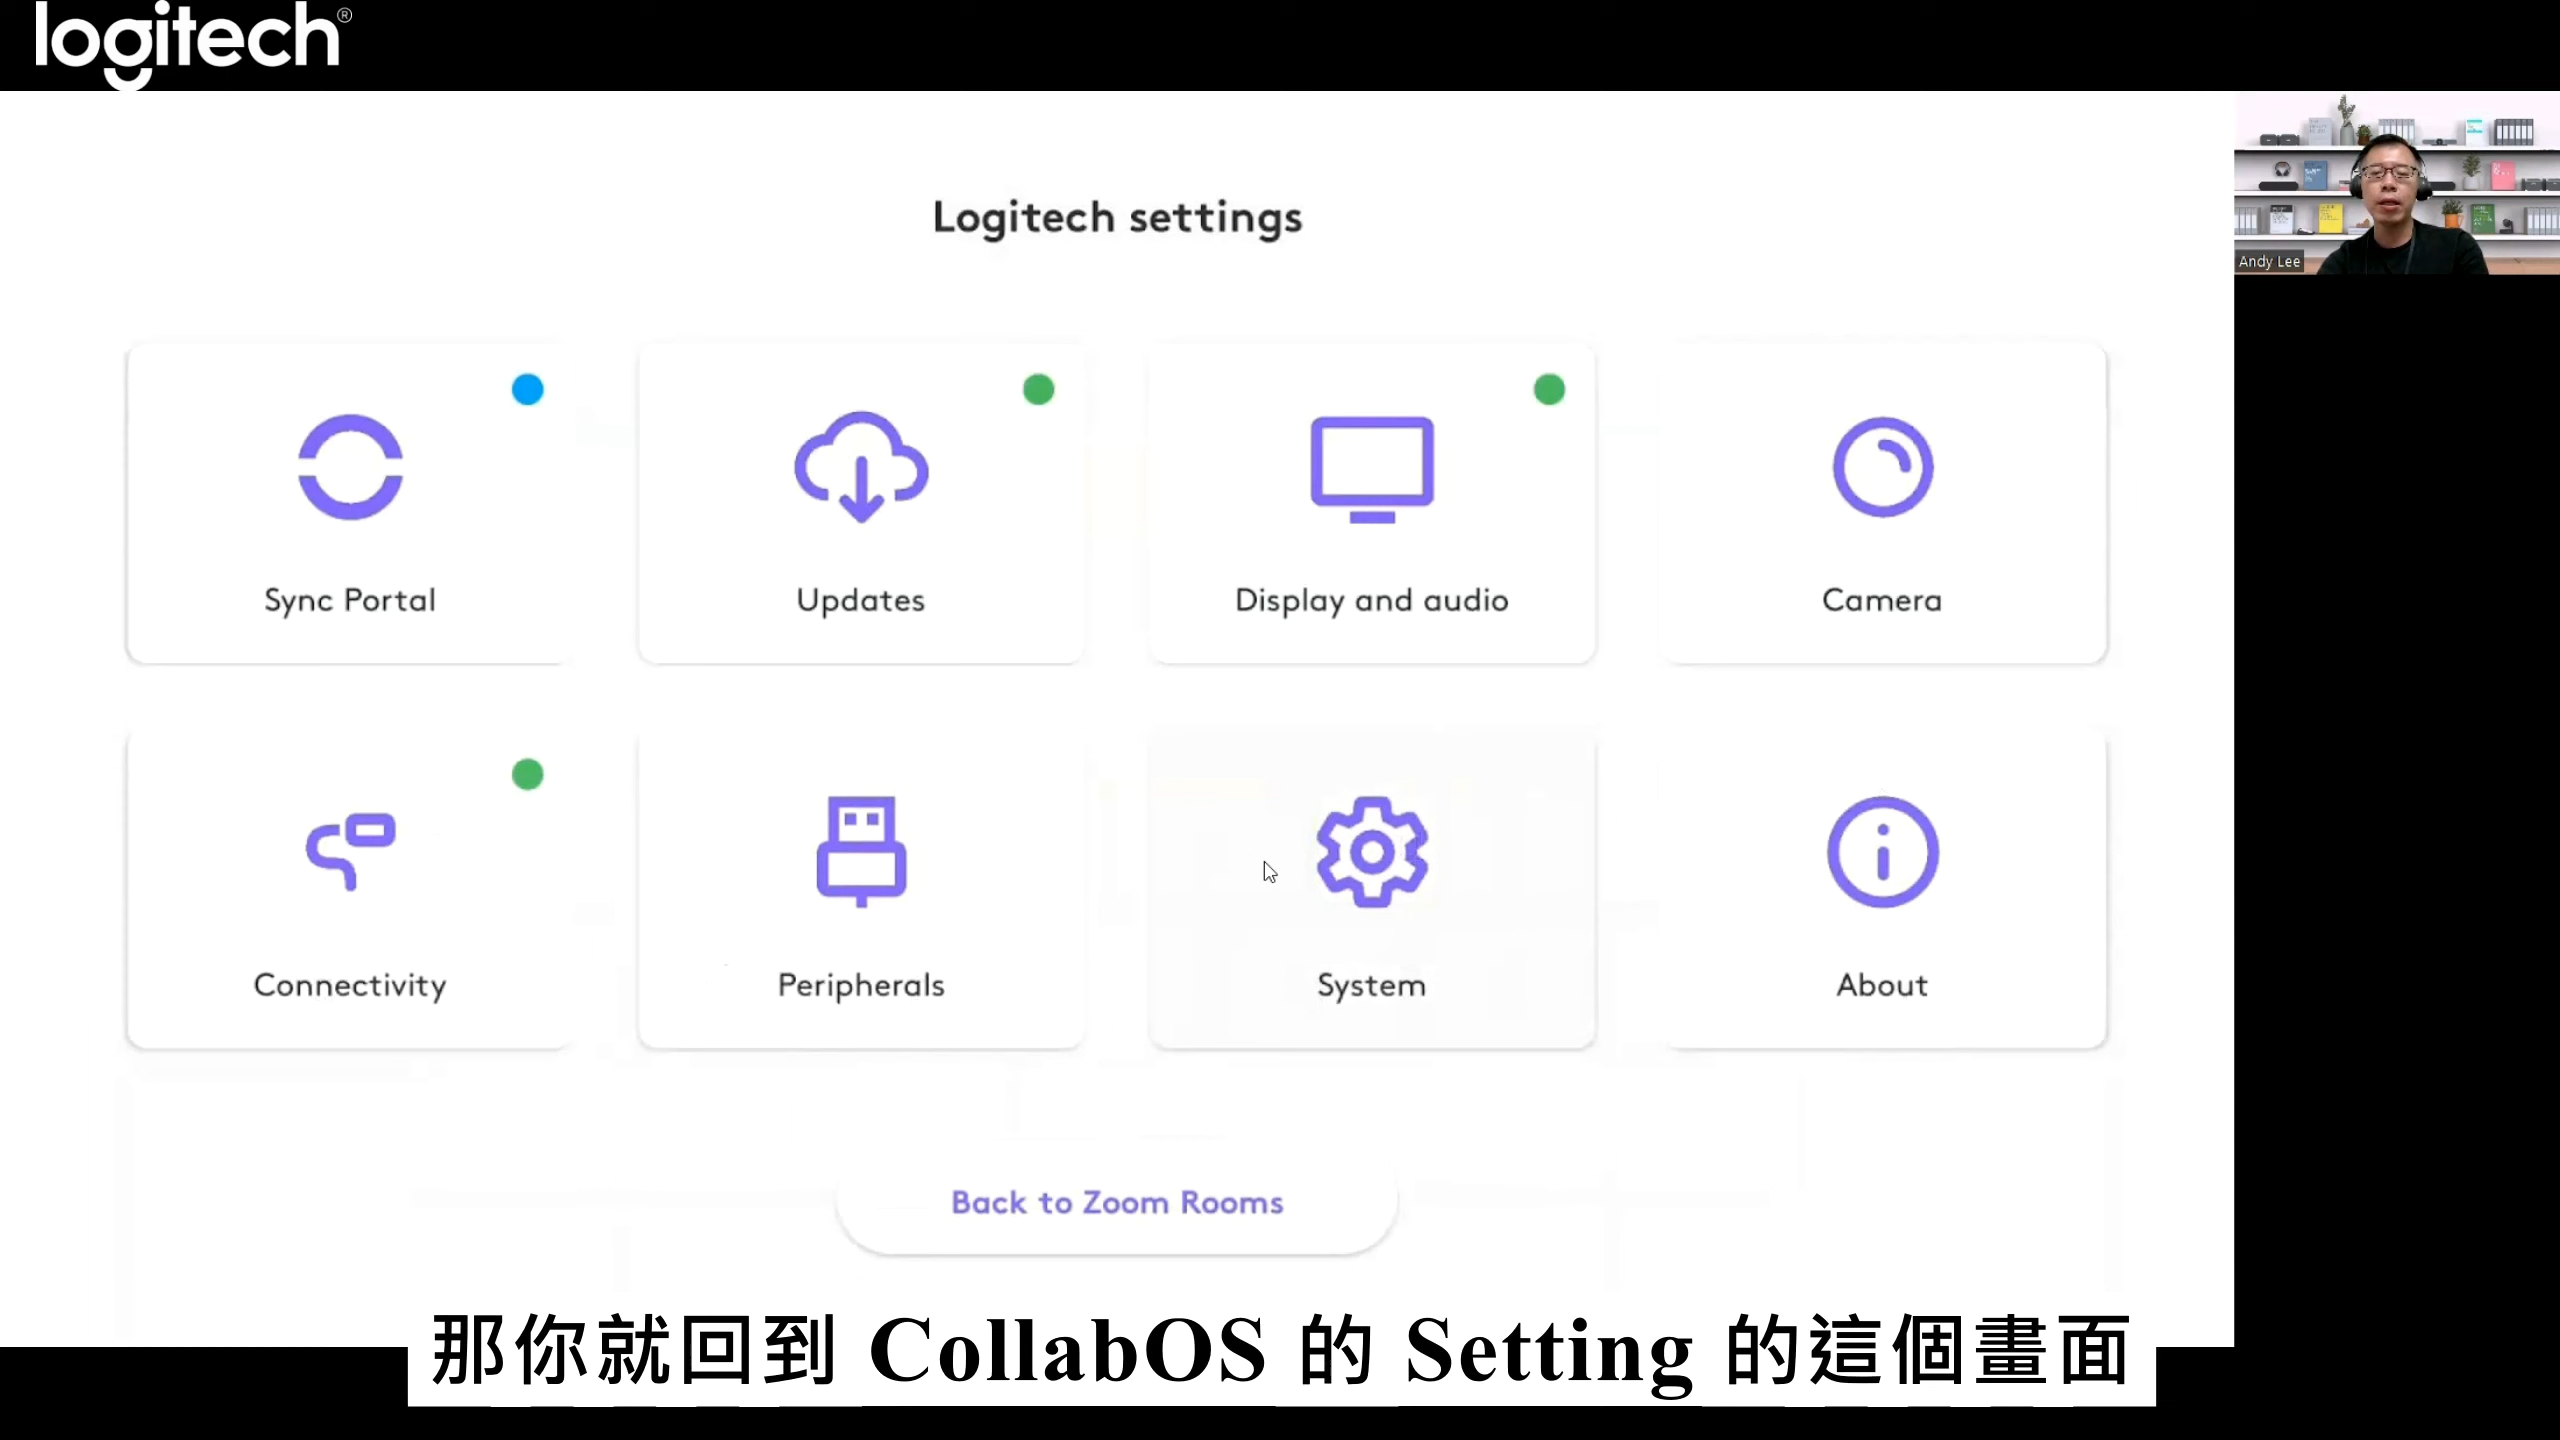 logitech®
Logitech settings
Andy Lee
Sync Portal
Updates
Display and audio
Camera
Connectivity
Peripherals
System
About
Back to Zoom Rooms
那你就回到 CollabOS 的 Setting 的這個畫面